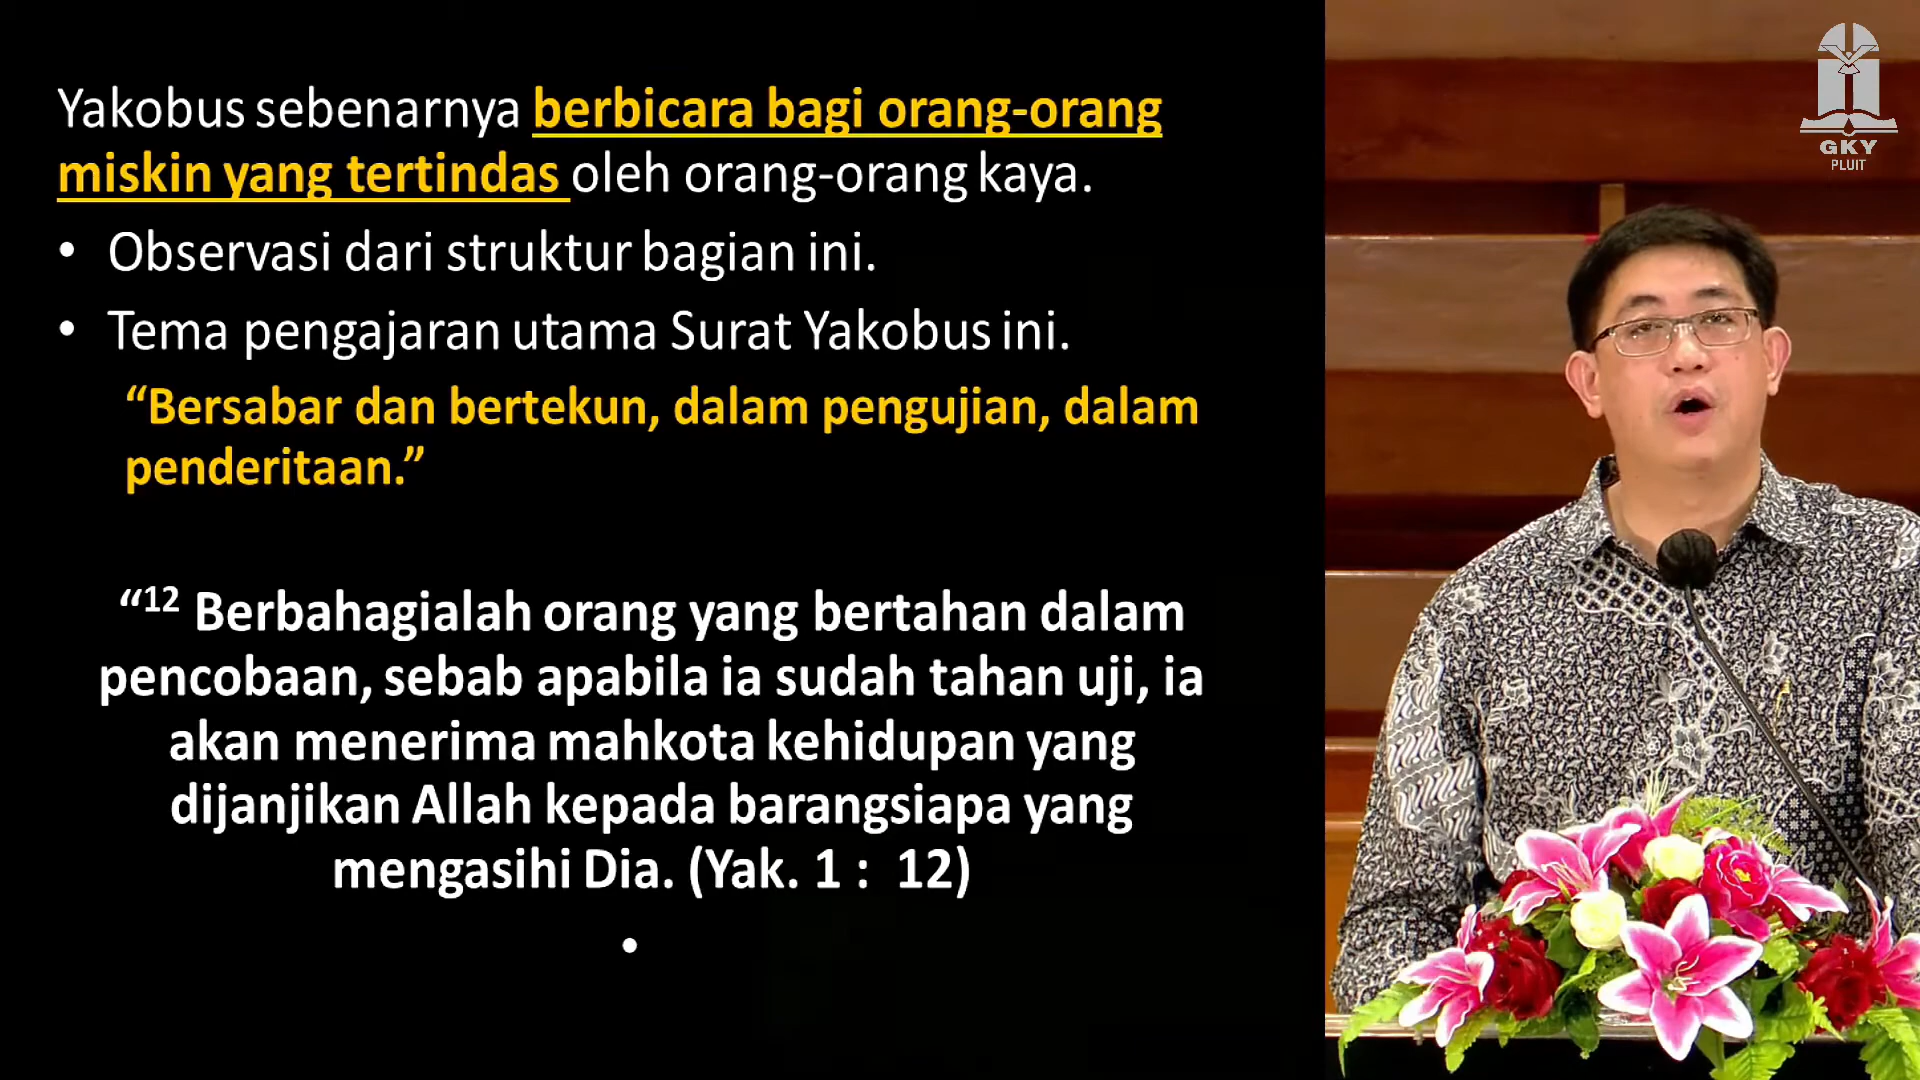 Yakobus sebenarnya berbicara bagi orang-orang
miskin yang tertindas oleh orang-orang kaya.
• Observasi dari struktur bagian ini.
• Tema pengajaran utama Surat Yakobus ini.
“Bersabar dan bertekun, dalam pengujian, dalam
penderitaan.”
“12 Berbahagialah orang yang bertahan dalam
pencobaan, sebab apabila ia sudah tahan uji, ia
akan menerima mahkota kehidupan yang
dijanjikan Allah kepada barangsiapa yang
mengasihi Dia. (Yak. 1 : 12)
•
GKY
PLUIT